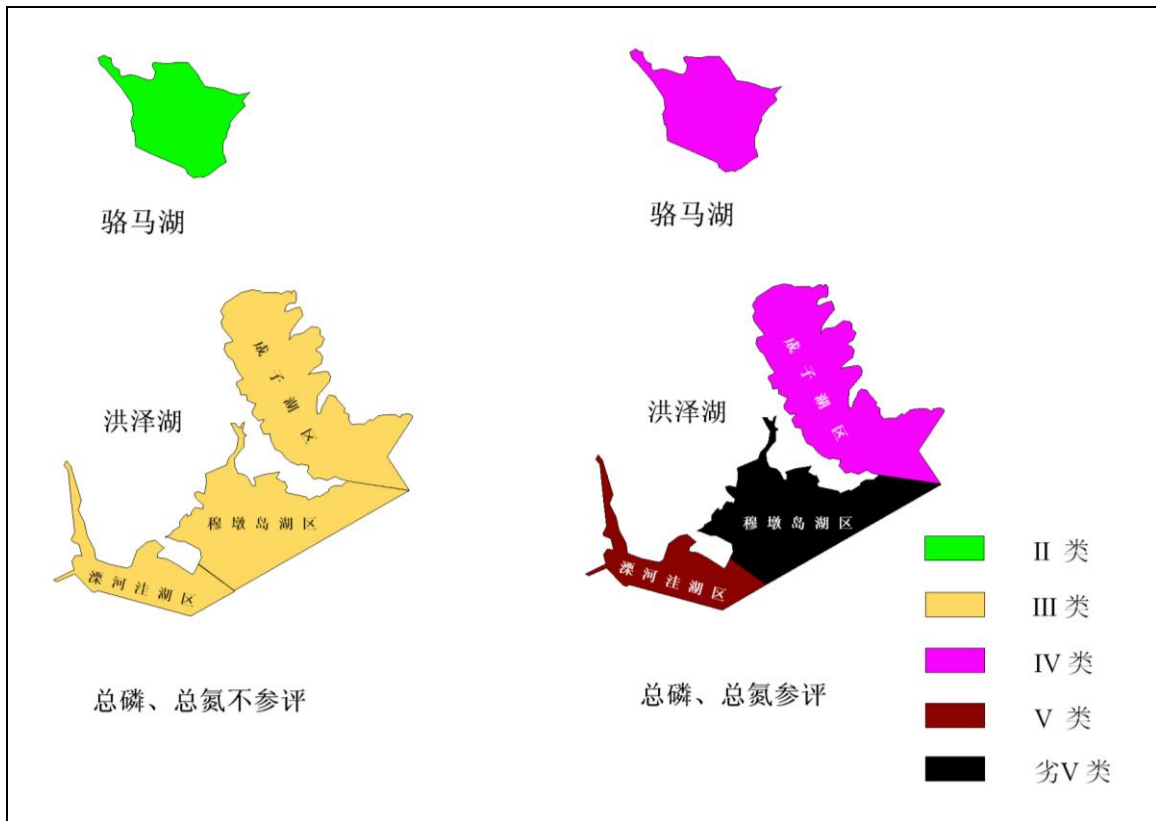 骆马湖
骆马湖
成子湖区
洪泽湖
穆墩岛湖区
溧河洼湖区
成子湖区
洪泽湖
穆墩岛湖区
溧河洼湖区
总磷、总氮不参评
总磷、总氮参评
II 类
III 类
IV 类
V 类
劣V 类